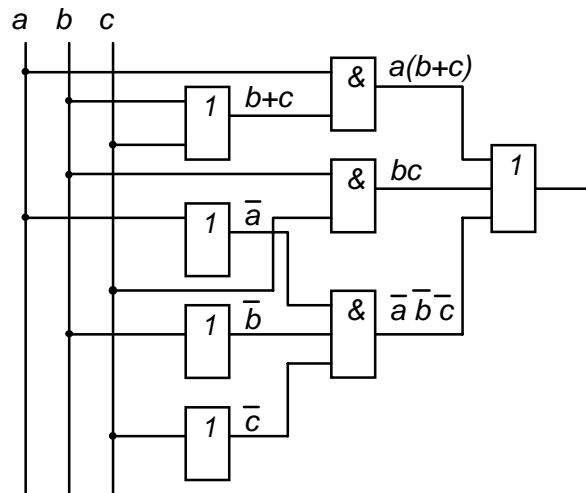 a b c
& a(b+c)
1 b+c
1
& bc
1 a̅
& a̅ b̅ c̅
1 b̅
1 c̅